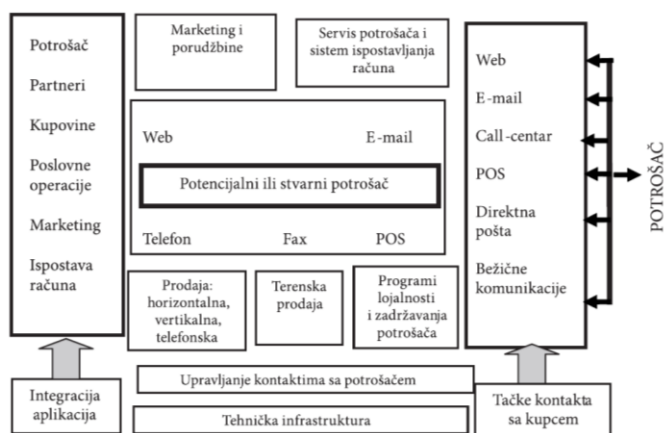 Potrošač
Partneri
Kupovine
Poslovne
operacije
Marketing
Ispostava
računa
Marketing i
porudžbine
Servis potrošača i
sistem ispostavljanja
računa
Web
E-mail
Potencijalni ili stvarni potrošač
Telefon
Fax
POS
Prodaja:
horizontalna,
vertikalna,
telefonska
Terenska
prodaja
Programi
lojalnosti
i zadržavanja
potrošača
Web
E-mail
Call-centar
POS
Direktna
pošta
Bežične
komunikacije
POTROŠAČ
Integracija
aplikacija
Upravljanje kontaktima sa potrošačem
Tehnička infrastruktura
Tačke kontakta
sa kupcem